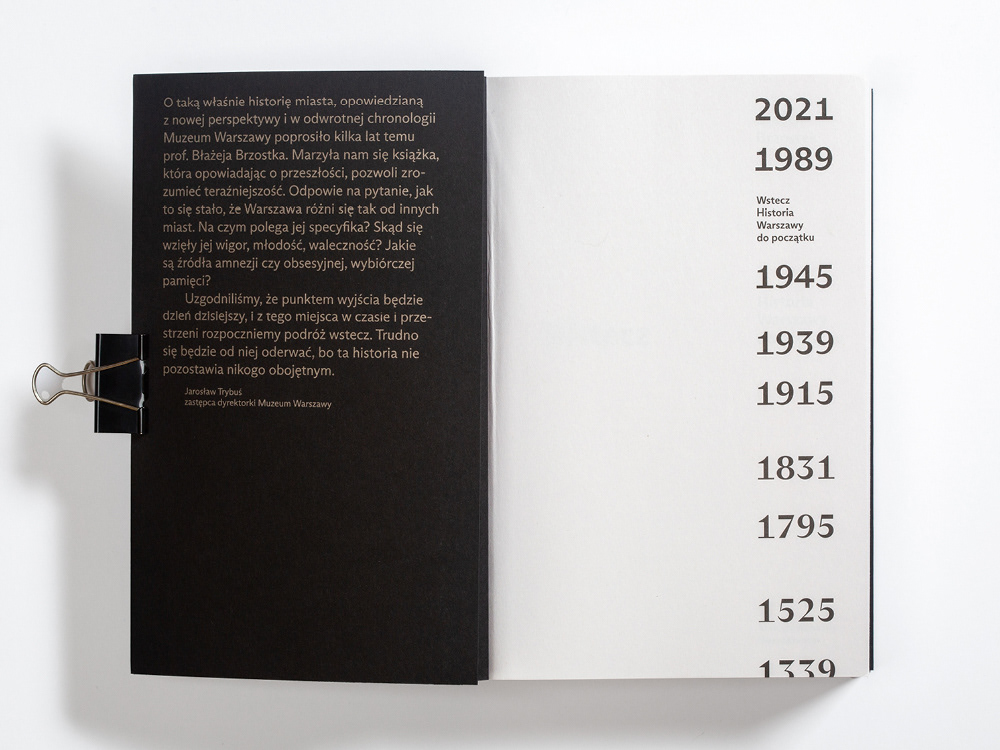 O taką właśnie historię miasta, opowiedzianą
z nowej perspektywy i w odwrotnej chronologii
Muzeum Warszawy poprosiło kilka lat temu
prof. Błażeja Brzostka. Marzyła nam się książka,
która opowiadając o przeszłości, pozwoli zro-
zumieć teraźniejszość. Odpowie na pytanie, jak
to się stało, że Warszawa różni się tak od innych
miast. Na czym polega jej specyfika? Skąd się
wzięły jej wigor, młodość, waleczność? Jakie
są źródła amnezji czy obsesyjnej, wybiórczej
pamięci?
Uzgodniliśmy, że punktem wyjścia będzie
dzień dzisiejszy, i z tego miejsca w czasie i prze-
strzeni rozpoczniemy podróż wstecz. Trudno
się będzie od niej oderwać, bo ta historia nie
pozostawia nikogo obojętnym.
Jarosław Trybuś
zastępca dyrektorki Muzeum Warszawy
2021
1989
Wstecz
Historia
Warszawy
do początku
1945
1939
1915
1831
1795
1525
1339